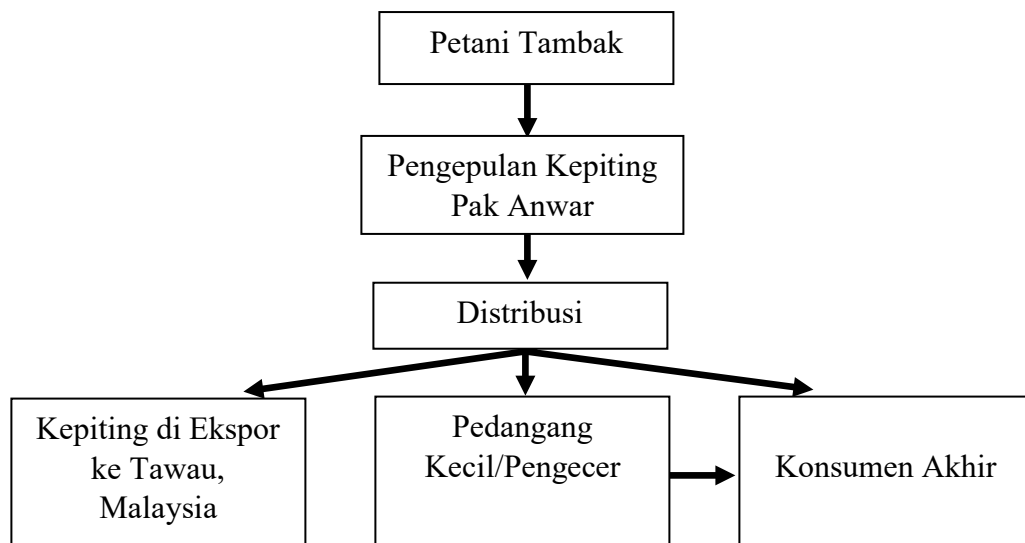 Petani Tambak
Pengepulan Kepiting
Pak Anwar
Distribusi
Kepiting di Ekspor
ke Tawau,
Malaysia
Pedangang
Kecil/Pengecer
Konsumen Akhir